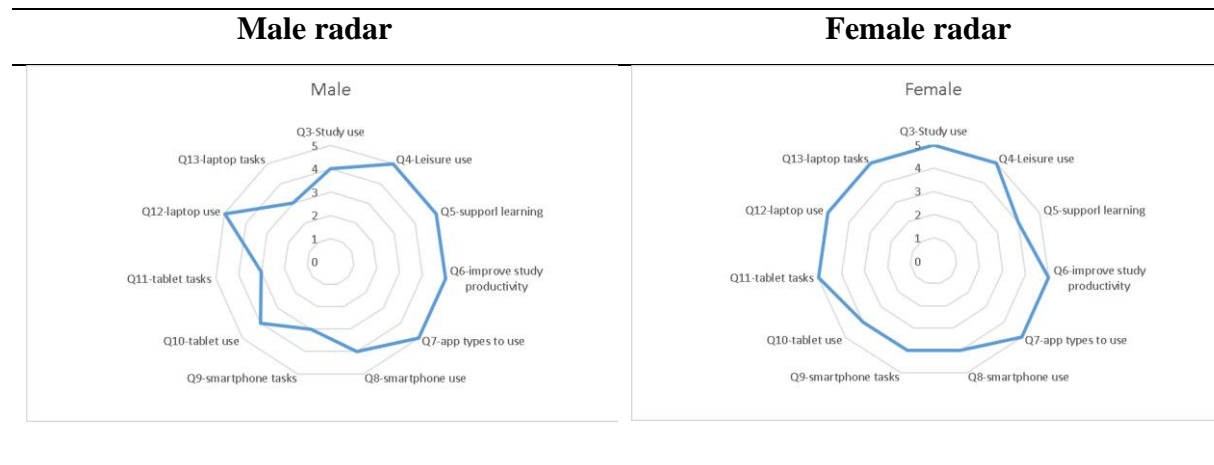 Male radar
Female radar
Male
Q3-Study use
Q4-Leisure use
Q5-supporl learning
Q6-improve study
productivity
Q7-app types to use
Q8-smartphone use
Q9-smartphone tasks
Q10-tablet use
Q11-tablet tasks
Q12-laptop use
Q13-laptop tasks
5
4
3
2
1
0
Female
Q3-Study use
Q4-Leisure use
Q5-supporl learning
Q6-improve study
productivity
Q7-app types to use
Q8-smartphone use
Q9-smartphone tasks
Q10-tablet use
Q11-tablet tasks
Q12-laptop use
Q13-laptop tasks
5
4
3
2
1
0